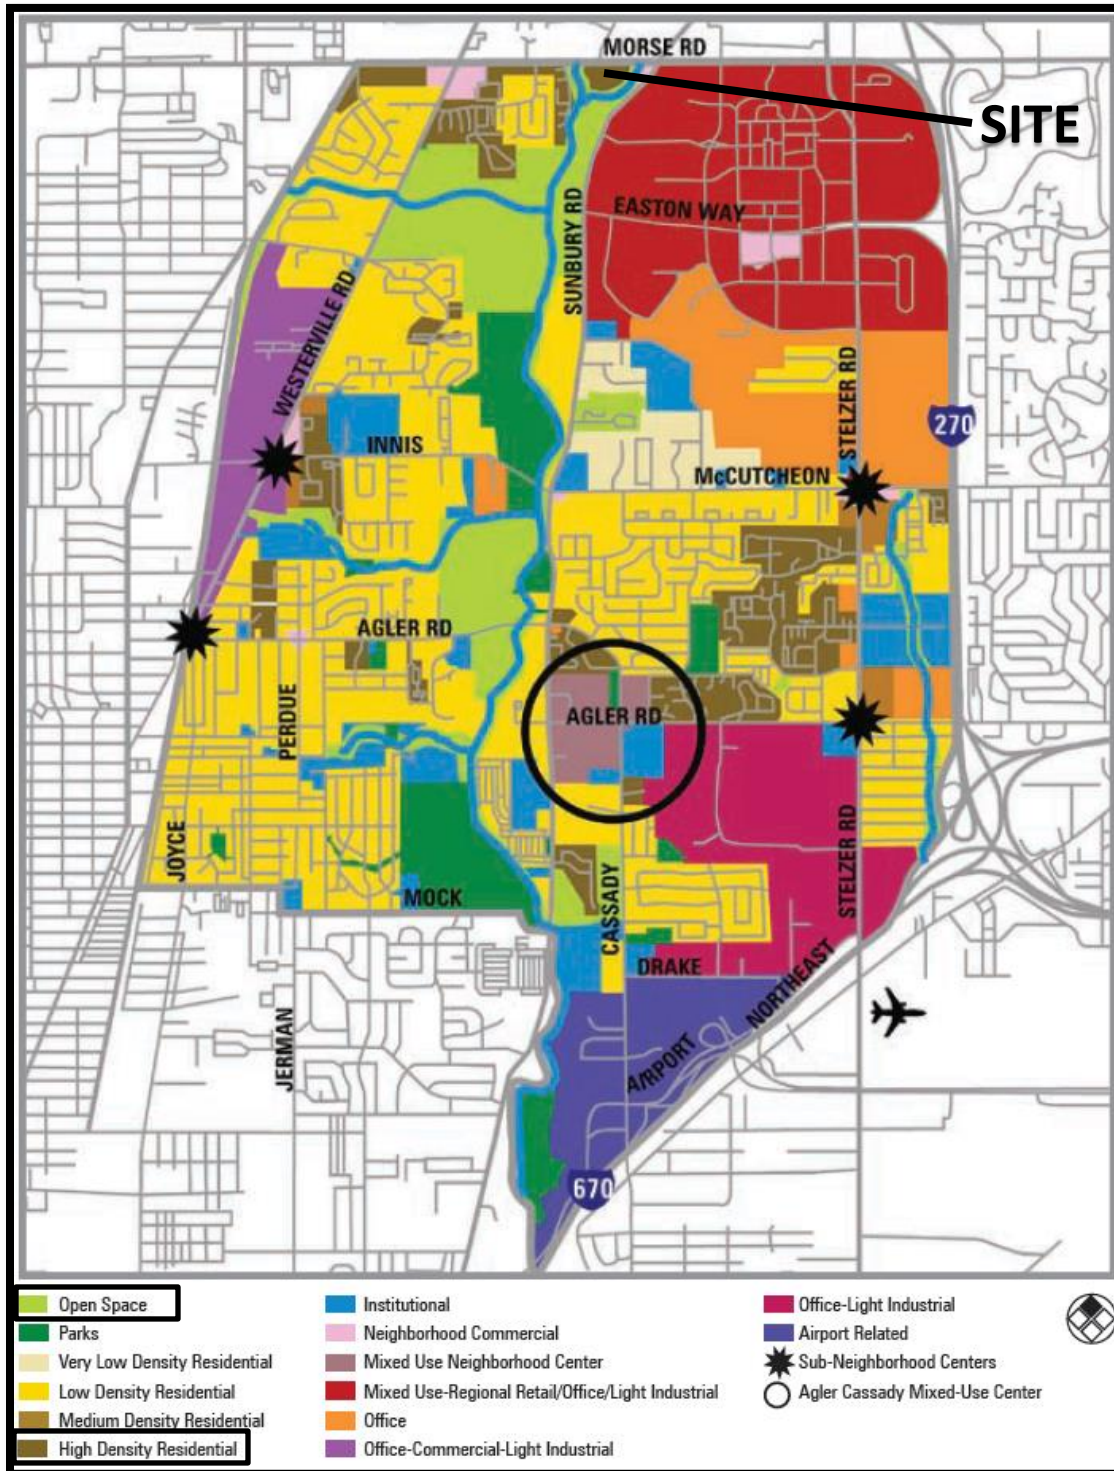 MORSE RD
SITE
EASTON WAY
SUNBURY RD
WESTERVILLE RD
STELZER RD
270
INNIS
McCUTCHEON
AGLER RD
PERDUE
AGLER RD
JOYCE
MOCK
CASSADY
STELZER RD
DRAKE
NORTHEAST
AIRPORT
JERMAN
670
Open Space
Parks
Very Low Density Residential
Low Density Residential
Medium Density Residential
High Density Residential
Institutional
Neighborhood Commercial
Mixed Use Neighborhood Center
Mixed Use-Regional Retail/Office/Light Industrial
Office
Office-Commercial-Light Industrial
Office-Light Industrial
Airport Related
Sub-Neighborhood Centers
Agler Cassady Mixed-Use Center